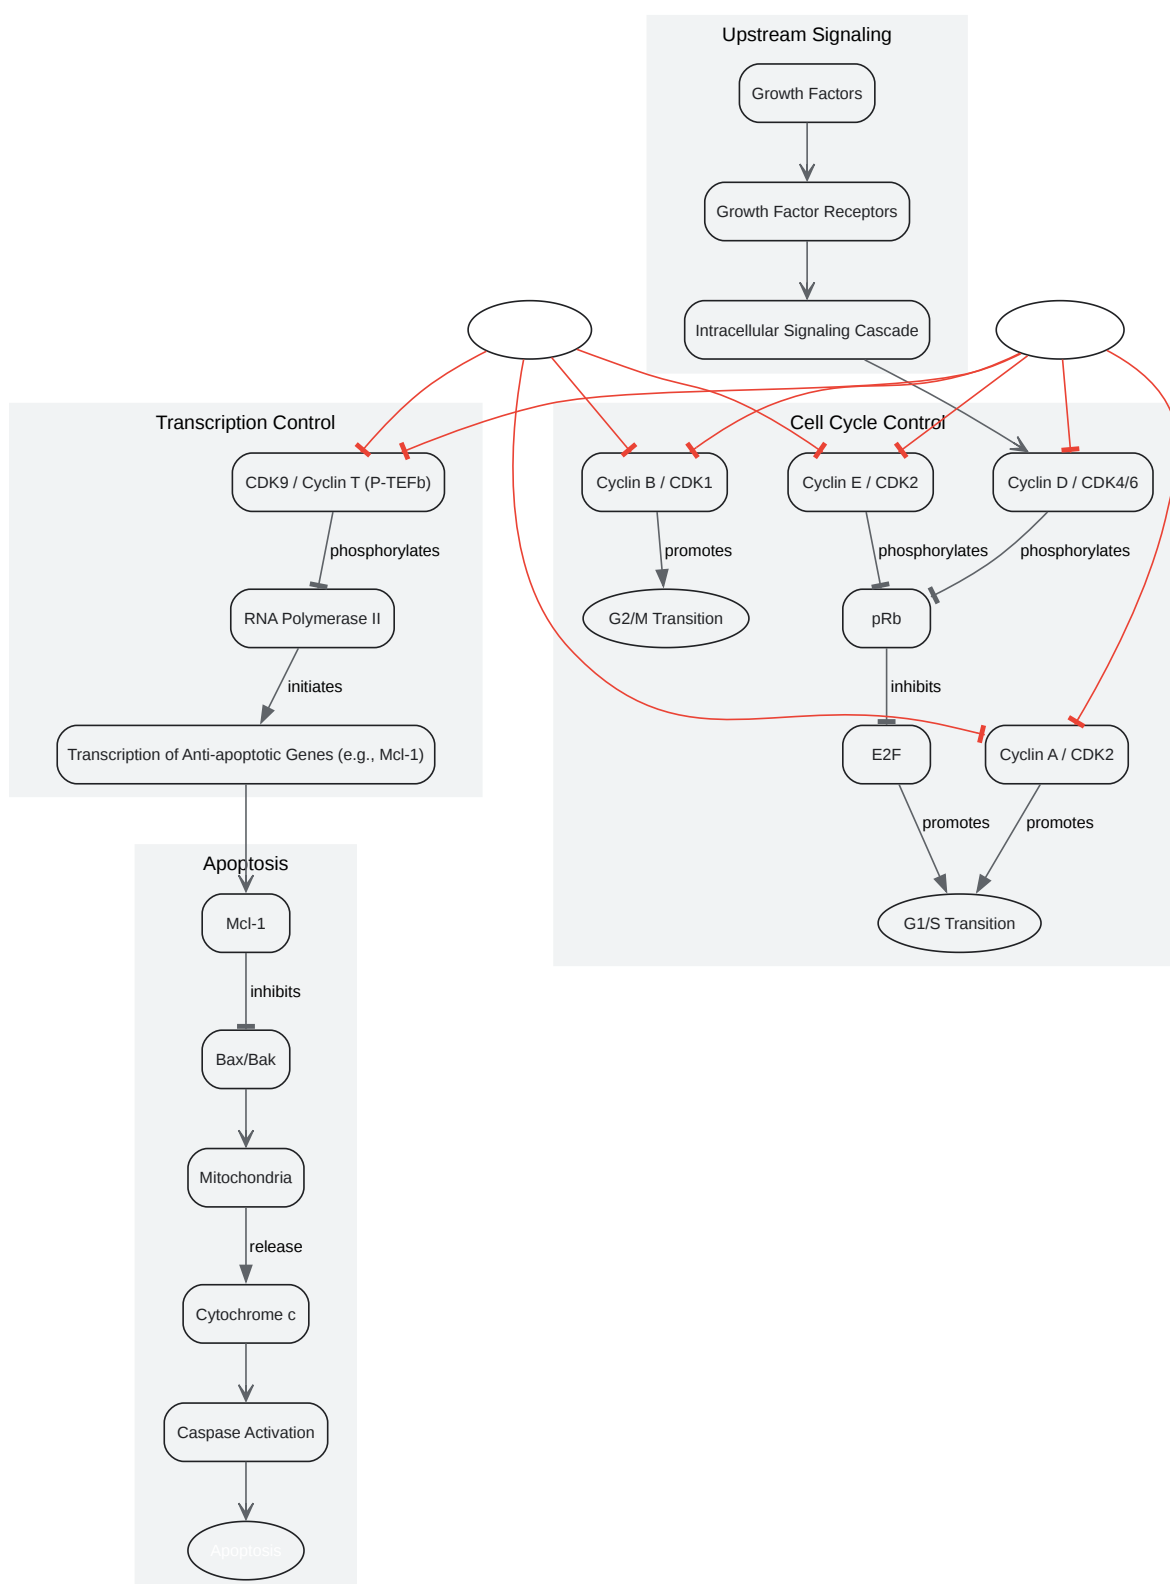 Upstream Signaling
Growth Factors
Growth Factor Receptors
Intracellular Signaling Cascade
Transcription Control
CDK9 / Cyclin T (P-TEFb)
phosphorylates
RNA Polymerase II
initiates
Transcription of Anti-apoptotic Genes (e.g., Mcl-1)
Cell Cycle Control
Cyclin B / CDK1
Cyclin E / CDK2
Cyclin D / CDK4/6
promotes
phosphorylates
phosphorylates
G2/M Transition
pRb
inhibits
E2F
Cyclin A / CDK2
promotes
promotes
G1/S Transition
Apoptosis
Mcl-1
inhibits
Bax/Bak
Mitochondria
release
Cytochrome c
Caspase Activation
Apoptosis